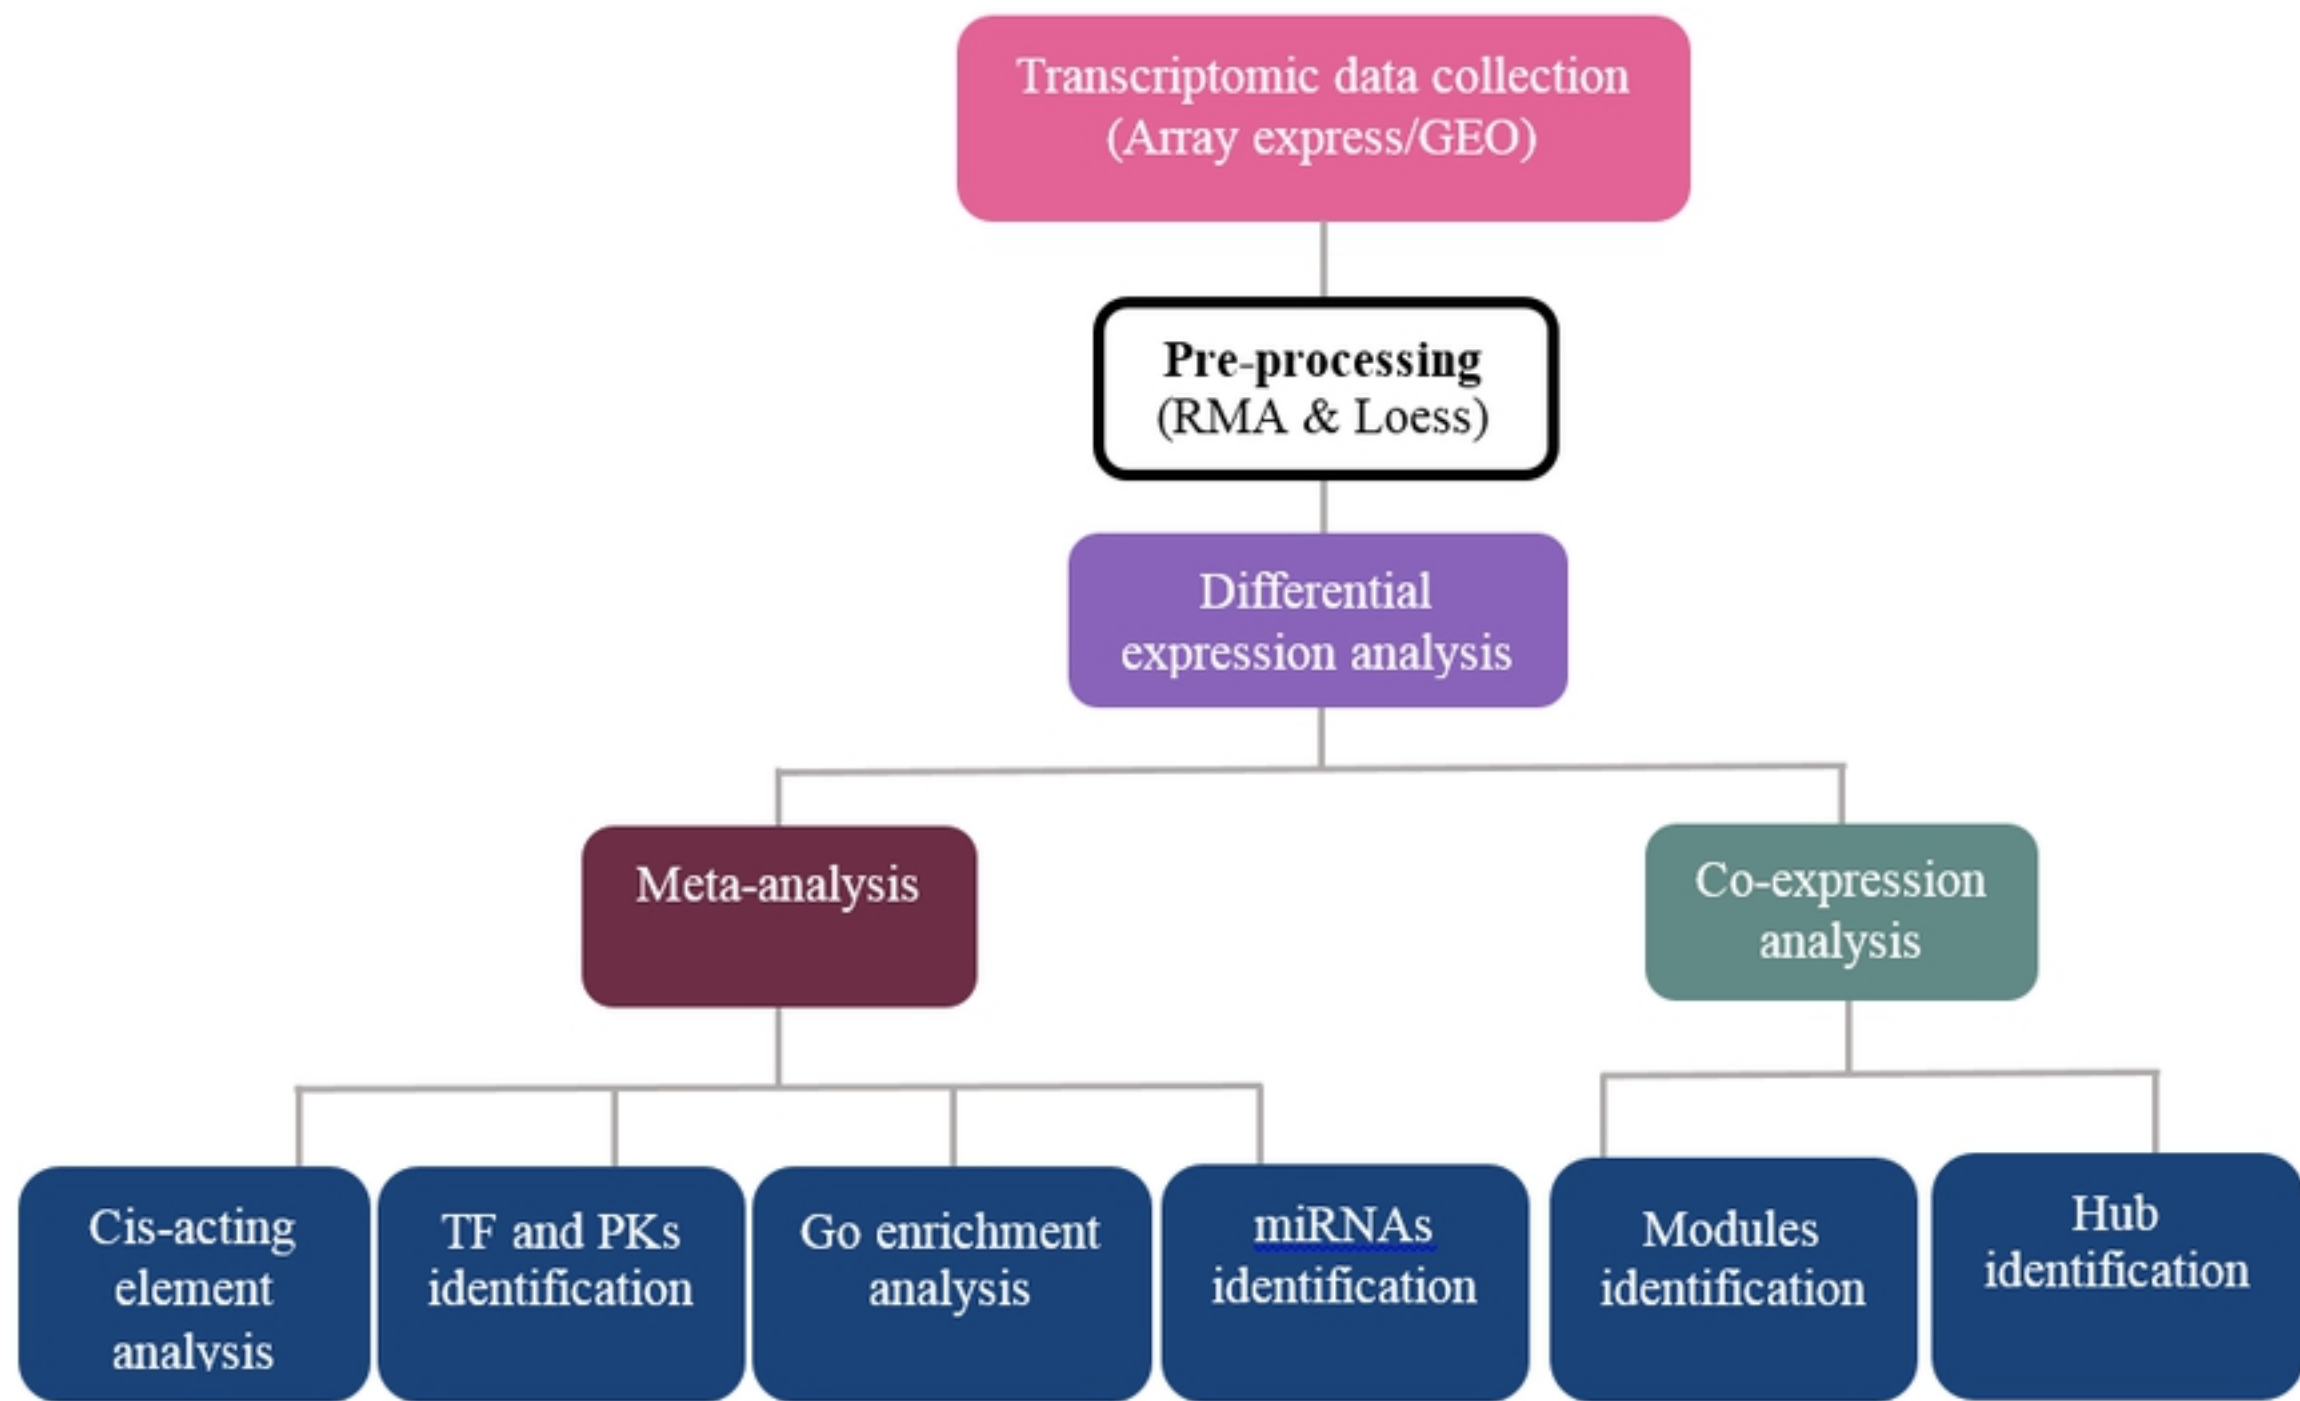 Transcriptomic data collection
(Array express/GEO)
Pre-processing
(RMA & Loess)
Differential
expression analysis
Meta-analysis
Co-expression
analysis
Cis-acting
element
analysis
TF and PKs
identification
Go enrichment
analysis
miRNAs
identification
Modules
identification
Hub
identification